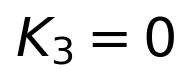 K₃ = 0